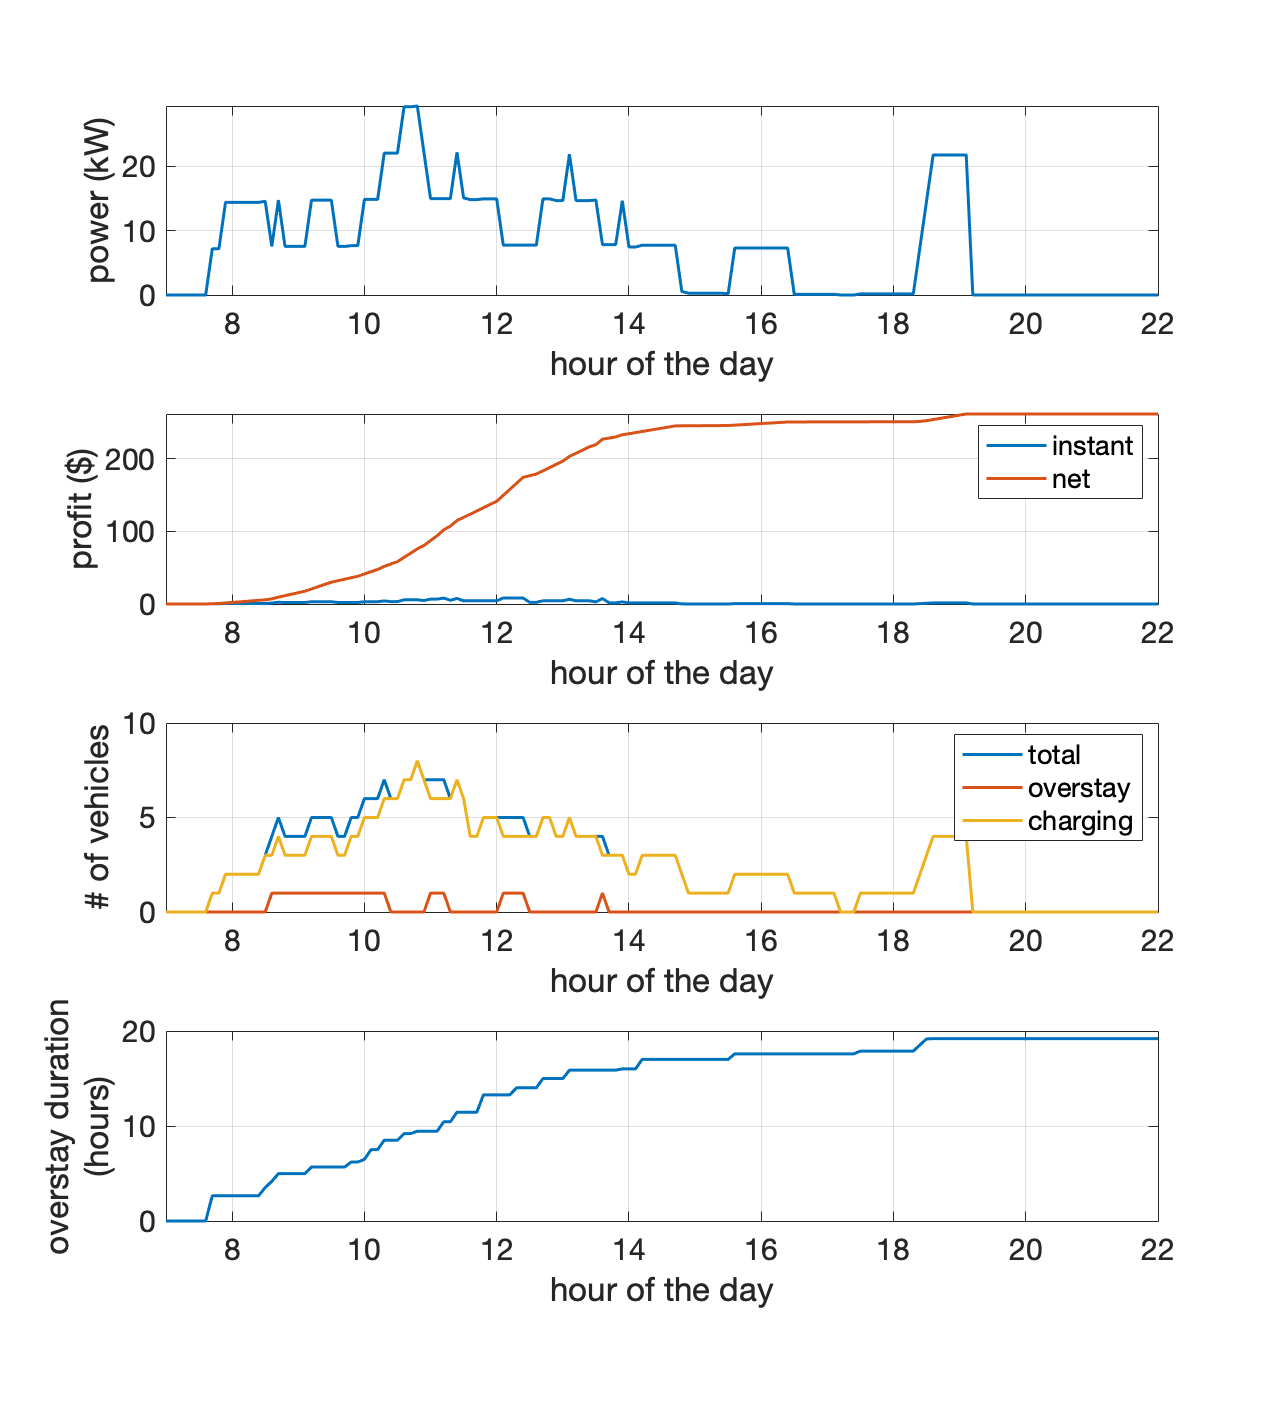 power (kW)
20
10
0
8 10 12 14 16 18 20 22
hour of the day
profit ($)
200
100
0
instant
net
8 10 12 14 16 18 20 22
hour of the day
# of vehicles
10
5
0
total
overstay
charging
8 10 12 14 16 18 20 22
hour of the day
overstay duration
(hours)
20
10
0
8 10 12 14 16 18 20 22
hour of the day